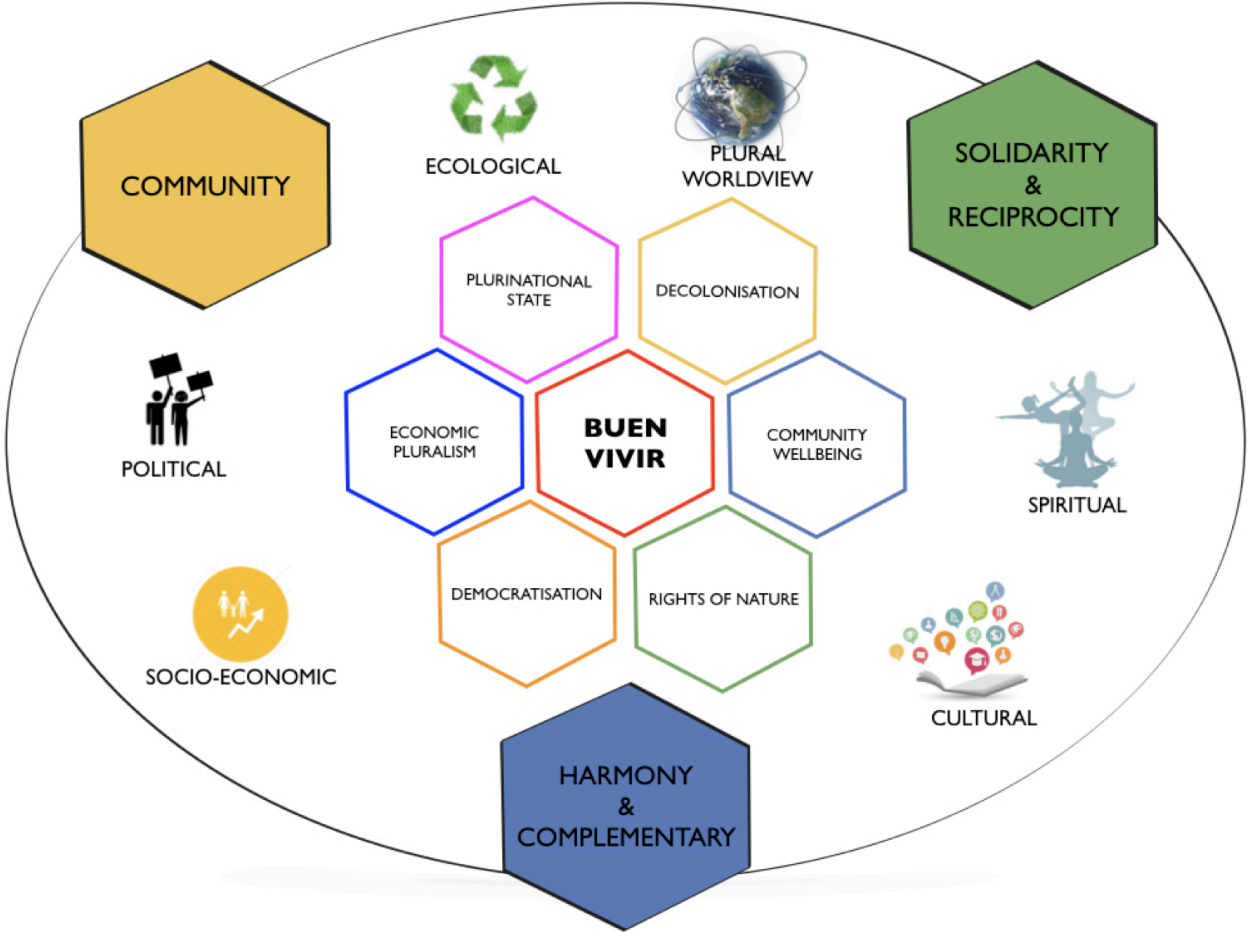 ECOLOGICAL
PLURAL
WORLDVIEW
COMMUNITY
SOLIDARITY
&
RECIPROCITY
PLURINATIONAL
STATE
DECOLONISATION
POLITICAL
ECONOMIC
PLURALISM
BUEN
VIVIR
COMMUNITY
WELLBEING
SPIRITUAL
SOCIO-ECONOMIC
DEMOCRATISATION
RIGHTS OF NATURE
CULTURAL
HARMONY
&
COMPLEMENTARY